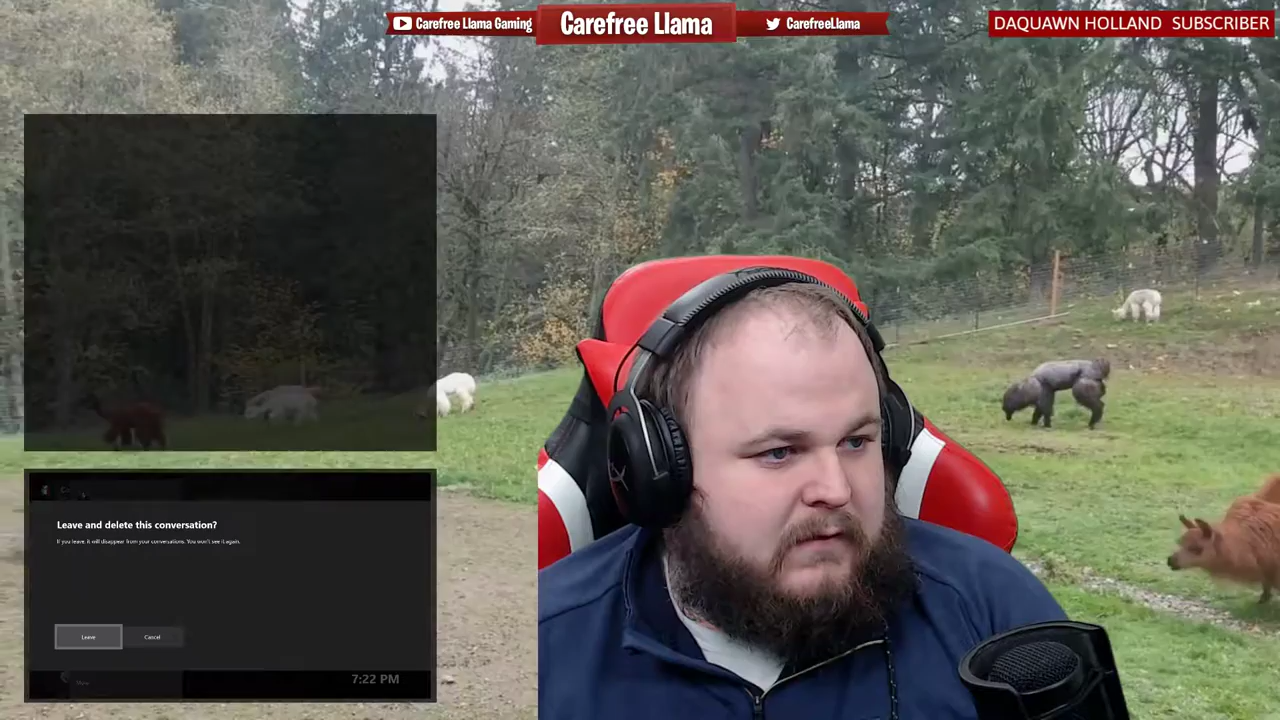 Carefree Llama Gaming
Carefree Llama
CarefreeLlama
DAQUAWN HOLLAND SUBSCRIBER
Leave and delete this conversation?
If you leave, it will disappear from your conversations. You won't see it again.
Leave
Cancel
7:22 PM